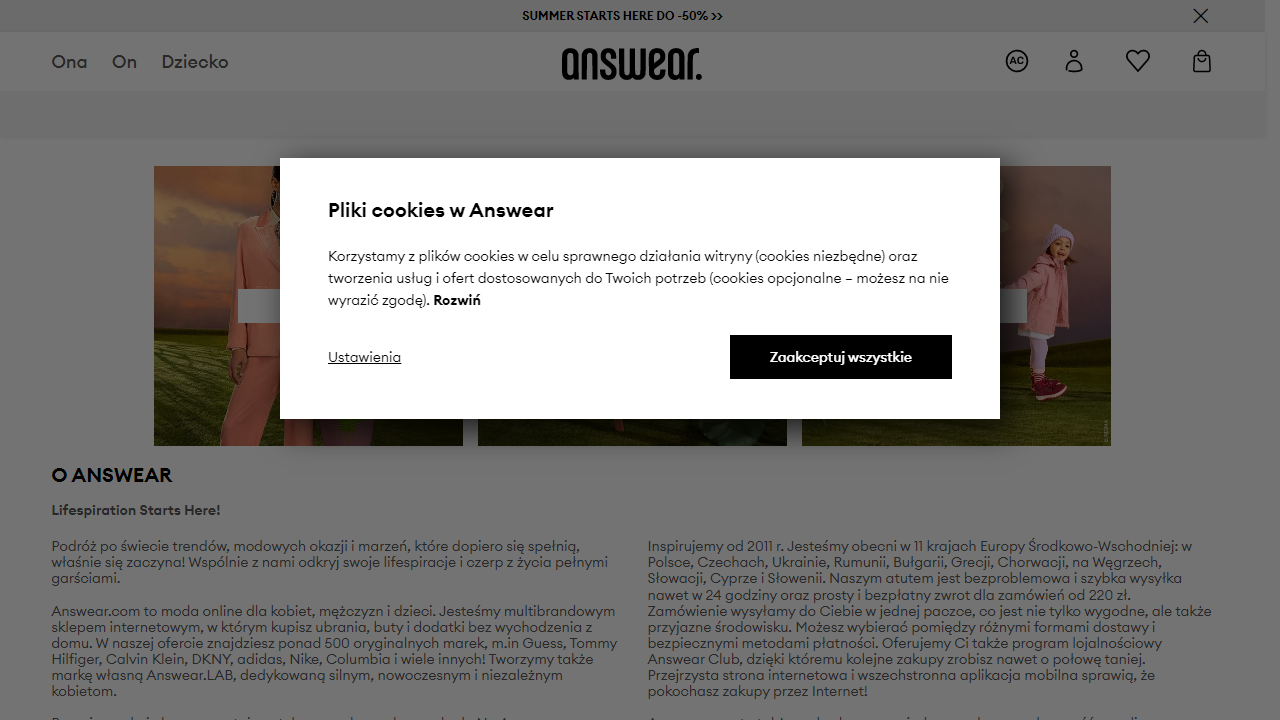 SUMMER STARTS HERE DO -50% >>
Ona On Dziecko
answear.
AC
Pliki cookies w Answear
Korzystamy z plików cookies w celu sprawnego działania witryny (cookies niezbędne) oraz
tworzenia usług i ofert dostosowanych do Twoich potrzeb (cookies opcjonalne – możesz na nie
wyrazić zgodę). Rozwiń
Ustawienia
Zaakceptuj wszystkie
O ANSWEAR
Lifespiration Starts Here!
Podróż po świecie trendów, modowych okazji i marzeń, które dopiero się spełnią,
właśnie się zaczyna! Wspólnie z nami odkryj swoje lifespiracje i czerp z życia pełnymi
garściami.
Answear.com to moda online dla kobiet, mężczyzn i dzieci. Jesteśmy multibrandowym
sklepem internetowym, w którym kupisz ubrania, buty i dodatki bez wychodzenia z
domu. W naszej ofercie znajdziesz ponad 500 oryginalnych marek, m.in Guess, Tommy
Hilfiger, Calvin Klein, DKNY, adidas, Nike, Columbia i wiele innych! Tworzymy także
markę własną Answear.LAB, dedykowaną silnym, nowoczesnym i niezależnym
kobietom.
Inspirujemy od 2011 r. Jesteśmy obecni w 11 krajach Europy Środkowo-Wschodniej: w
Polsce, Czechach, Ukrainie, Rumunii, Bułgarii, Grecji, Chorwacji, na Węgrzech,
Słowacji, Cyprze i Słowenii. Naszym atutem jest bezproblemowa i szybka wysyłka
nawet w 24 godziny oraz prosty i bezpłatny zwrot dla zamówień od 220 zł.
Zamówienie wysyłamy do Ciebie w jednej paczce, co jest nie tylko wygodne, ale także
przyjazne środowisku. Możesz wybierać pomiędzy różnymi formami dostawy i
bezpiecznymi metodami płatności. Oferujemy Ci także program lojalnościowy
Answear Club, dzięki któremu kolejne zakupy zrobisz nawet o połowę taniej.
Przejrzysta strona internetowa i wszechstronna aplikacja mobilna sprawią, że
pokochasz zakupy przez Internet!